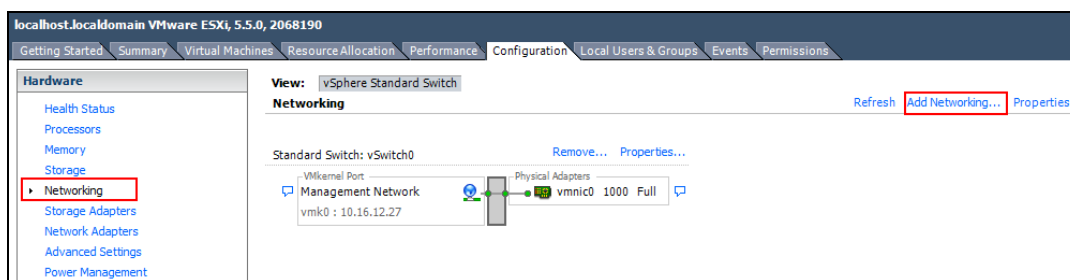 localhost.localdomain VMware ESXi, 5.5.0, 2068190
Getting Started Summary Virtual Machines Resource Allocation Performance Configuration Local Users & Groups Events Permissions
Hardware
Health Status
Processors
Memory
Storage
Networking
Storage Adapters
Network Adapters
Advanced Settings
Power Management
View: vSphere Standard Switch
Networking
Refresh Add Networking... Properties
Standard Switch: vSwitch0 Remove... Properties...
VMkernel Port
Management Network
vmk0 : 10.16.12.27
Physical Adapters
vmnic0 1000 Full